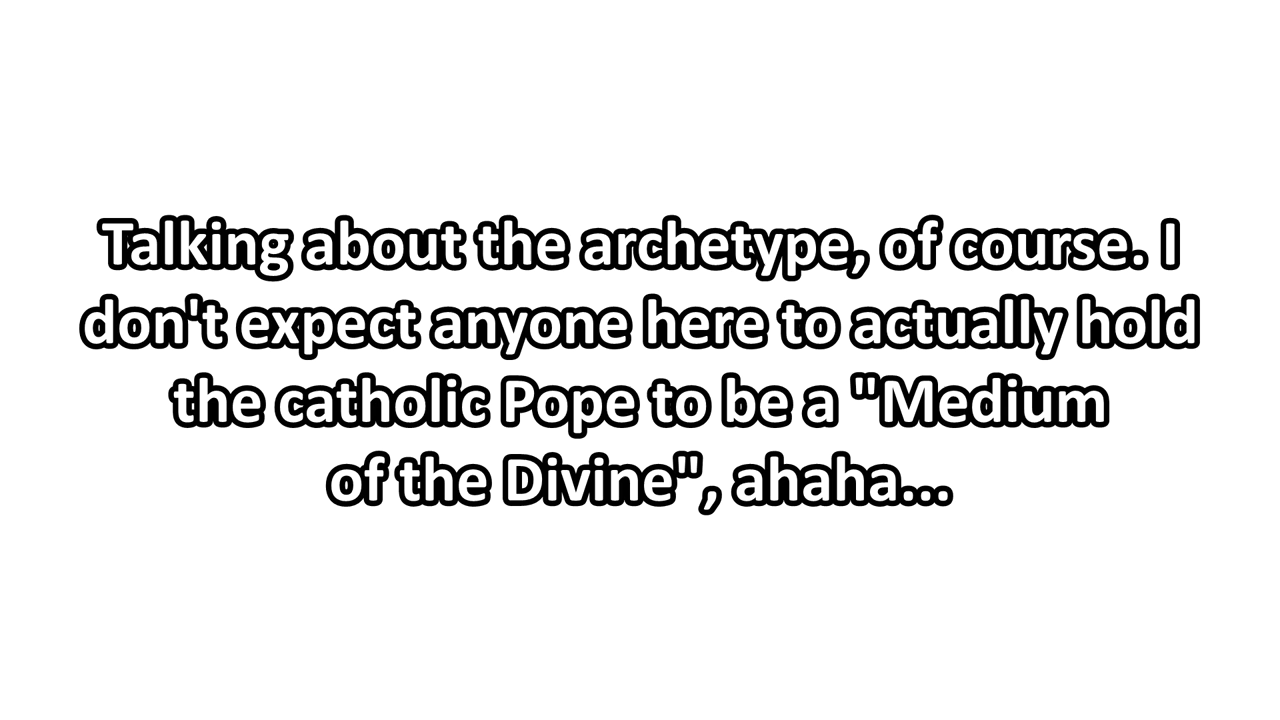 Talking about the archetype, of course. I
don't expect anyone here to actually hold
the catholic Pope to be a "Medium
of the Divine", ahaha...